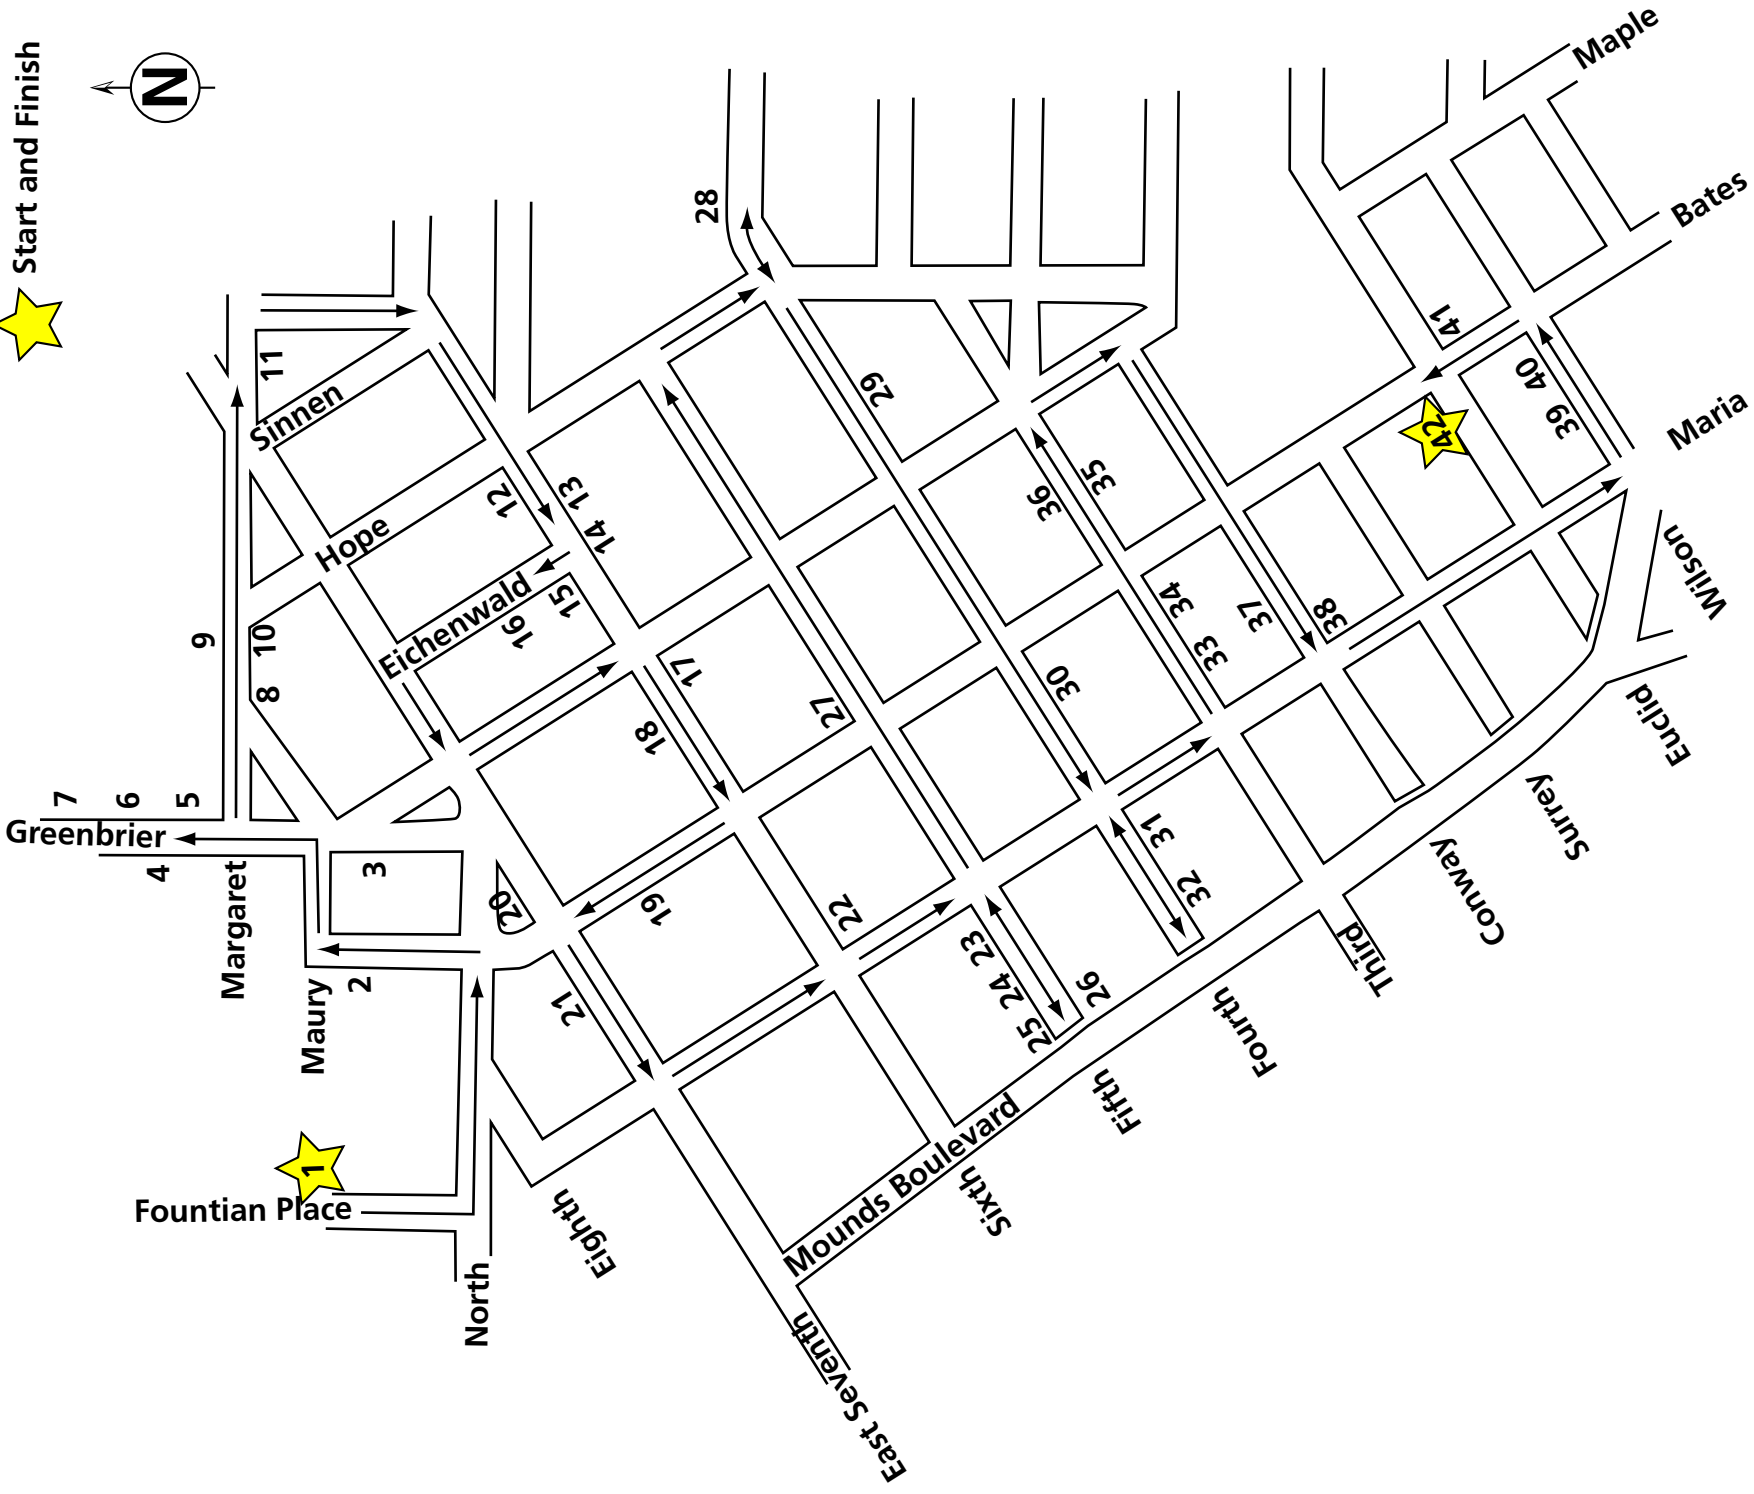 Start and Finish
N
Maple
Bates
Maria
Wilson
Euclid
Surrey
Conway
Third
Fourth
Fifth
Sixth
Mounds Boulevard
East Seventh
Eighth
North
Fountian Place
Maury
Margaret
Greenbrier
Sinnen
Hope
Eichenwald
1
2
3
4
5
6
7
8
9
10
11
12
13
14
15
16
17
18
19
20
21
22
23
24
25
26
27
28
29
30
31
32
33
34
35
36
37
38
39
40
41
42